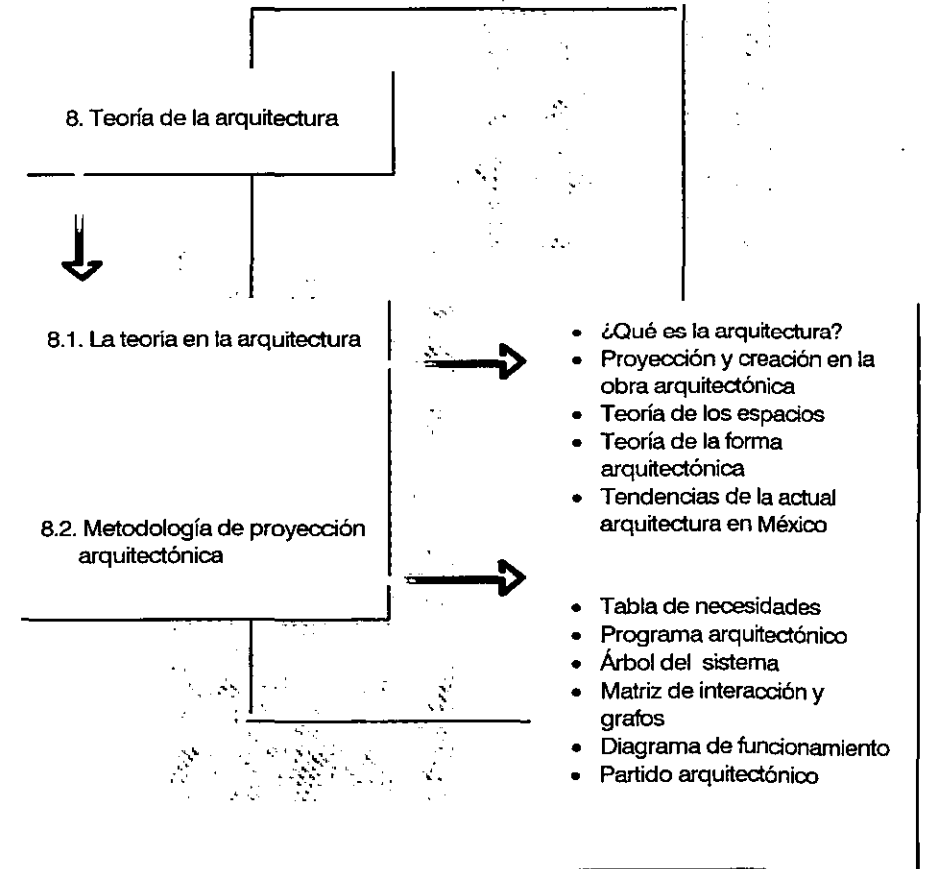 8. Teoría de la arquitectura
8.1. La teoria en la arquitectura
• ¿Qué es la arquitectura?
• Proyección y creación en la
obra arquitectónica
• Teoría de los espacios
• Teoría de la forma
arquitectónica
• Tendencias de la actual
arquitectura en México
8.2. Metodología de proyección
arquitectónica
• Tabla de necesidades
• Programa arquitectónico
• Árbol del sistema
• Matriz de interacción y
grafos
• Diagrama de funcionamiento
• Partido arquitectónico